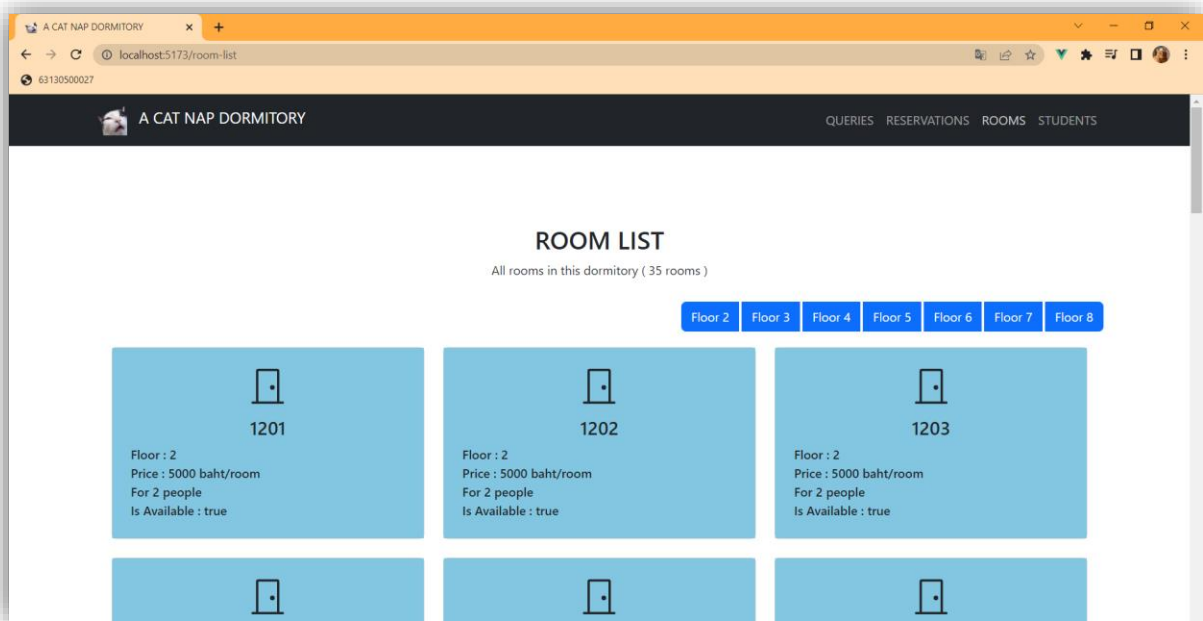 A CAT NAP DORMITORY
localhost:5173/room-list
63130500027
A CAT NAP DORMITORY
QUERIES RESERVATIONS ROOMS STUDENTS
ROOM LIST
All rooms in this dormitory ( 35 rooms )
Floor 2 Floor 3 Floor 4 Floor 5 Floor 6 Floor 7 Floor 8
1201
Floor : 2
Price : 5000 baht/room
For 2 people
Is Available : true
1202
Floor : 2
Price : 5000 baht/room
For 2 people
Is Available : true
1203
Floor : 2
Price : 5000 baht/room
For 2 people
Is Available : true